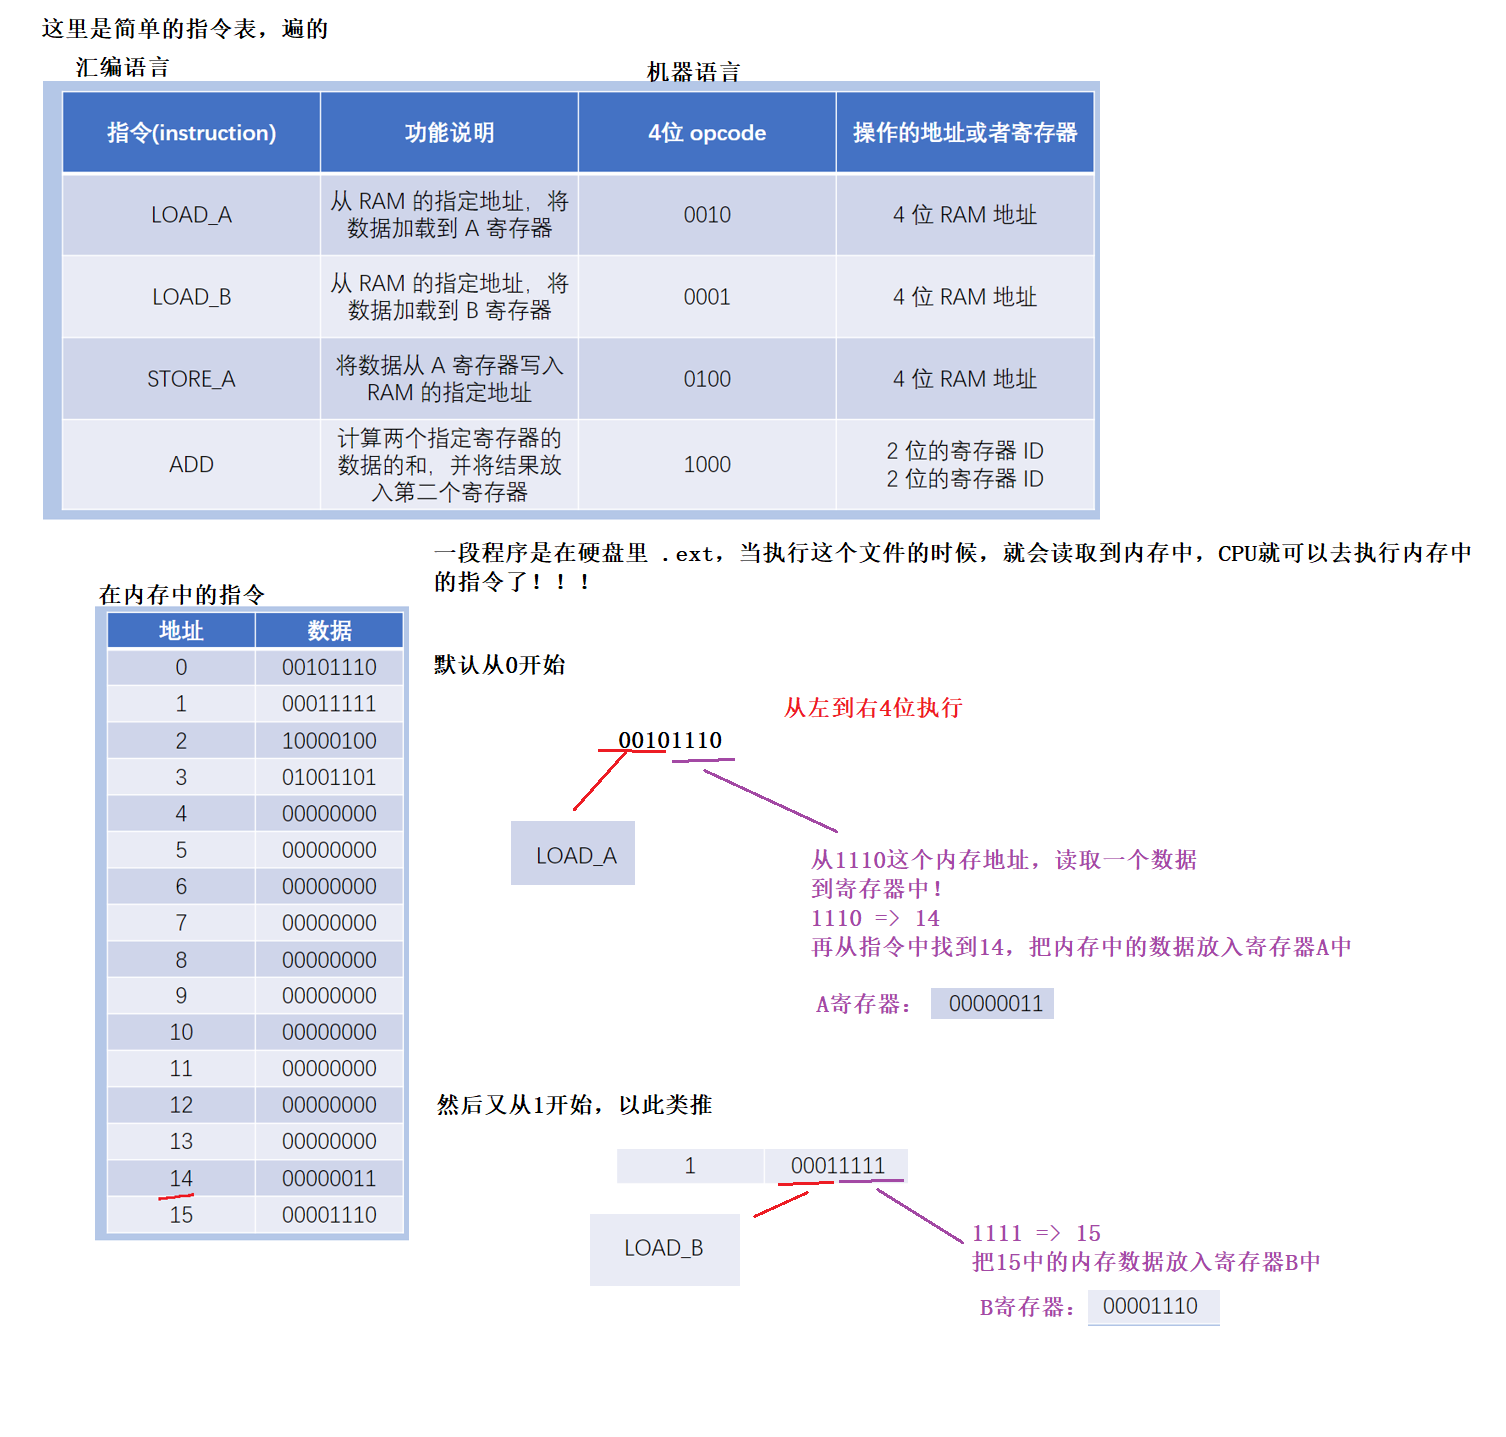 这里是简单的指令表，遍的
汇编语言
机器语言
指令(instruction) 功能说明 4位 opcode 操作的地址或者寄存器
LOAD_A 从 RAM 的指定地址，将 0010 4 位 RAM 地址
数据加载到 A 寄存器
LOAD_B 从 RAM 的指定地址，将 0001 4 位 RAM 地址
数据加载到 B 寄存器
STORE_A 将数据从 A 寄存器写入 0100 4 位 RAM 地址
RAM 的指定地址
ADD 计算两个指定寄存器的 1000 2 位的寄存器 ID
数据的和，并将结果放 2 位的寄存器 ID
入第二个寄存器
一段程序是在硬盘里 .ext，当执行这个文件的时候，就会读取到内存中，CPU就可以去执行内存中
的指令了！！！
在内存中的指令
地址 数据
0 00101110
1 00011111
2 10000100
3 01001101
4 00000000
5 00000000
6 00000000
7 00000000
8 00000000
9 00000000
10 00000000
11 00000000
12 00000000
13 00000000
14 00000011
15 00001110
默认从0开始
从左到右4位执行
00101110
LOAD_A
从1110这个内存地址，读取一个数据
到寄存器中！
1110 => 14
再从指令中找到14，把内存中的数据放入寄存器A中
A寄存器： 00000011
然后又从1开始，以此类推
1 00011111
LOAD_B
1111 => 15
把15中的内存数据放入寄存器B中
B寄存器： 00001110